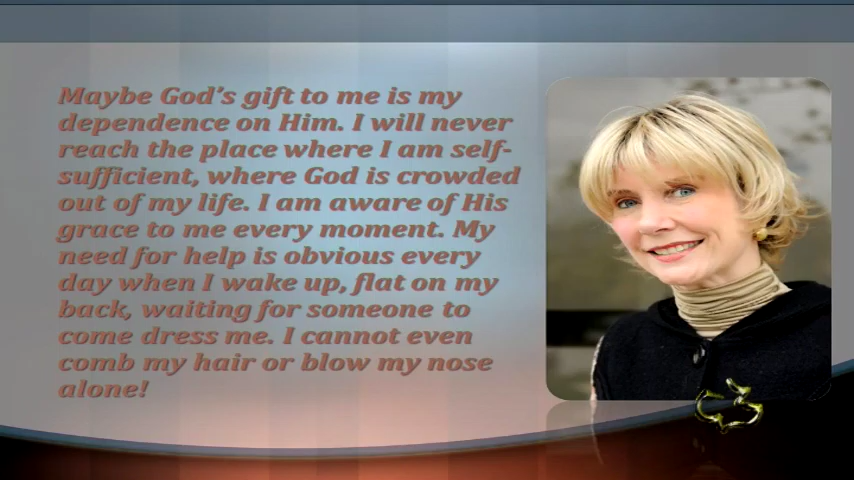 Maybe God's gift to me is my
dependence on Him. I will never
reach the place where I am self-
sufficient, where God is crowded
out of my life. I am aware of His
grace to me every moment. My
need for help is obvious every
day when I wake up, flat on my
back, waiting for someone to
come dress me. I cannot even
comb my hair or blow my nose
alone!